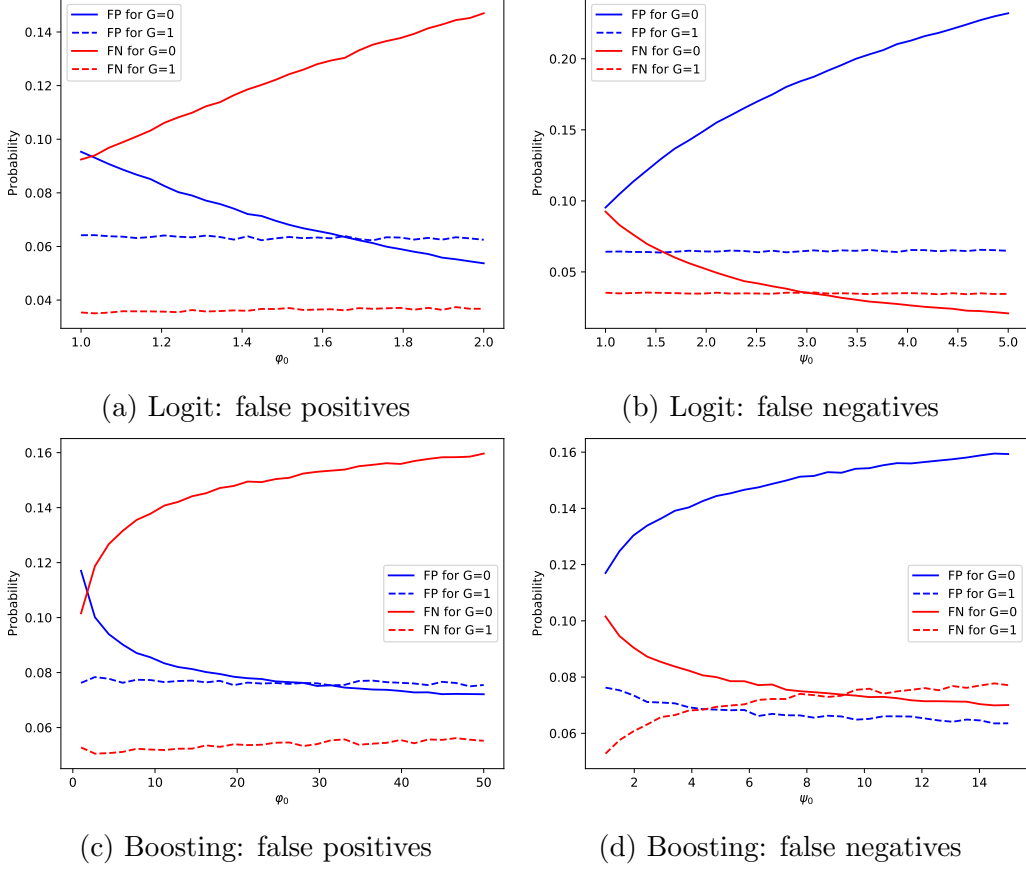 FP for G=0
FP for G=1
FN for G=0
FN for G=1
0.14
0.12
0.10
0.08
0.06
0.04
Probability
1.0 1.2 1.4 1.6 1.8 2.0
φ0
(a) Logit: false positives
FP for G=0
FP for G=1
FN for G=0
FN for G=1
0.20
0.15
0.10
0.05
Probability
1.0 1.5 2.0 2.5 3.0 3.5 4.0 4.5 5.0
ψ0
(b) Logit: false negatives
0.16
0.14
0.12
0.10
0.08
0.06
Probability
FP for G=0
FP for G=1
FN for G=0
FN for G=1
0 10 20 30 40 50
φ0
(c) Boosting: false positives
0.16
0.14
0.12
0.10
0.08
0.06
Probability
FP for G=0
FP for G=1
FN for G=0
FN for G=1
2 4 6 8 10 12 14
ψ0
(d) Boosting: false negatives